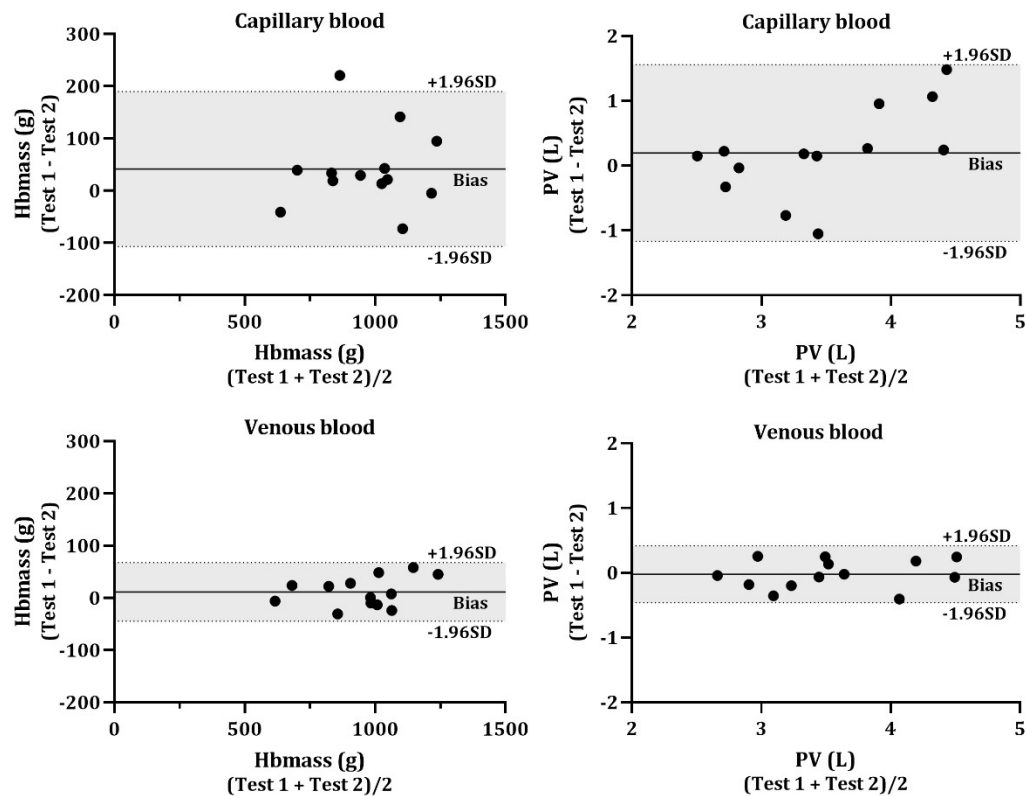 Capillary blood
300
200
100
0
-100
-200
Hbmass (g)
(Test 1 - Test 2)
+1.96SD
Bias
-1.96SD
0
500
1000
1500
Hbmass (g)
(Test 1 + Test 2)/2
Capillary blood
2
1
0
-1
-2
PV (L)
(Test 1 - Test 2)
+1.96SD
Bias
-1.96SD
2
3
4
5
PV (L)
(Test 1 + Test 2)/2
Venous blood
300
200
100
0
-100
-200
Hbmass (g)
(Test 1 - Test 2)
+1.96SD
Bias
-1.96SD
0
500
1000
1500
Hbmass (g)
(Test 1 + Test 2)/2
Venous blood
2
1
0
-1
-2
PV (L)
(Test 1 - Test 2)
+1.96SD
Bias
-1.96SD
2
3
4
5
PV (L)
(Test 1 + Test 2)/2